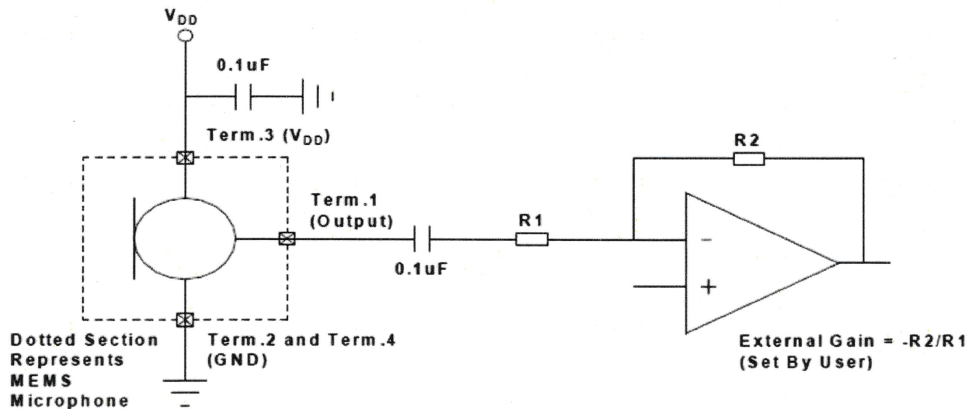 VDD
0.1uF
Term.3 (VDD)
R2
Term.1
(Output)
R1
0.1uF
−
+
Dotted Section
Represents
MEMS
Microphone
Term.2 and Term.4
(GND)
External Gain = -R2/R1
(Set By User)